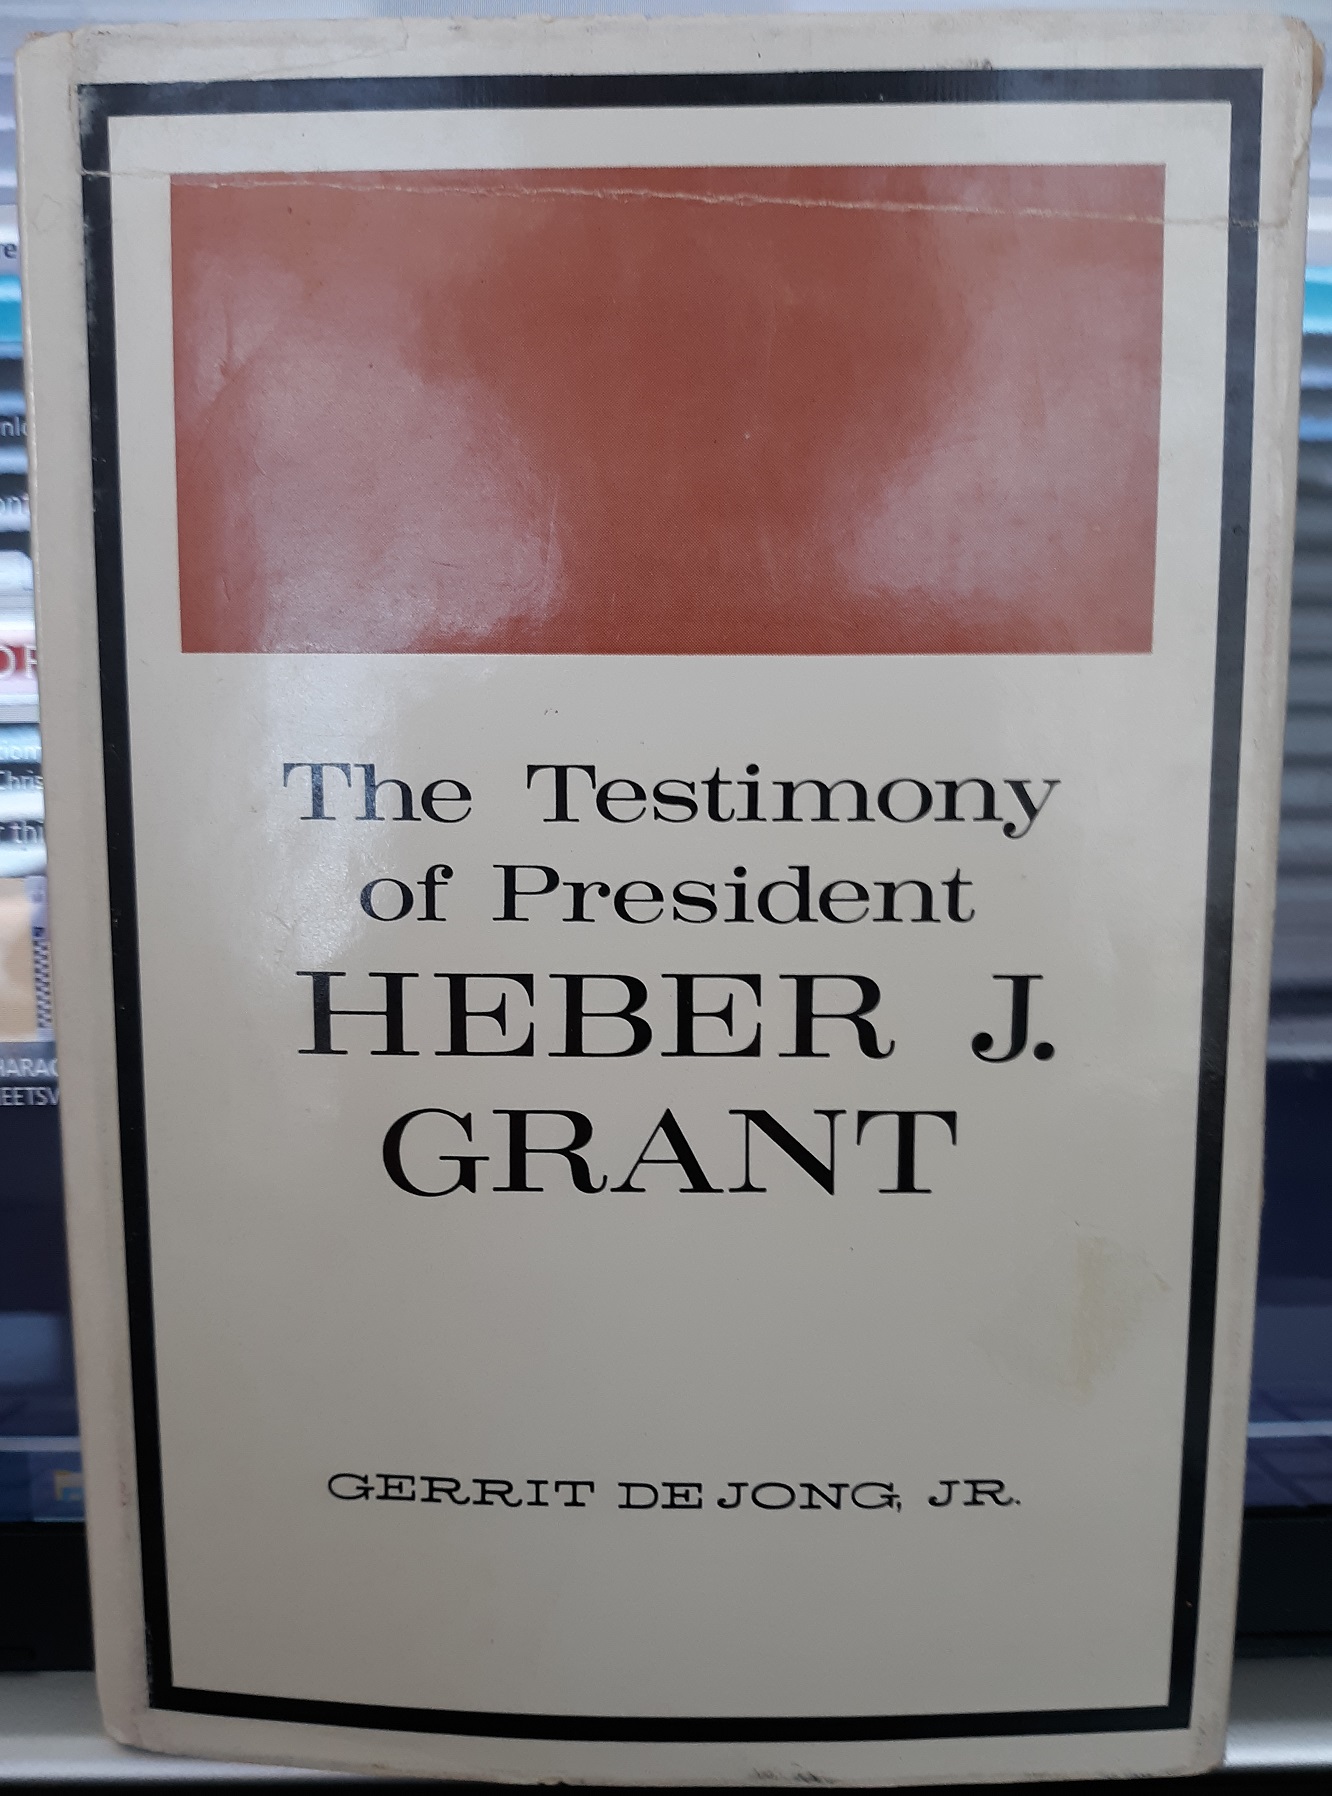 The Testimony
of President
HEBER J.
GRANT
GERRIT DE JONG, JR.